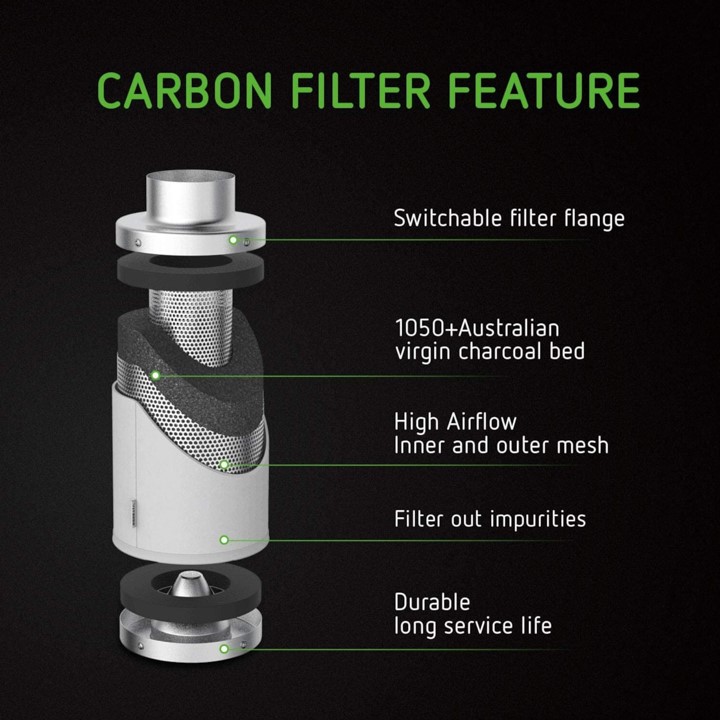 CARBON FILTER FEATURE
Switchable filter flange
1050+Australian
virgin charcoal bed
High Airflow
Inner and outer mesh
Filter out impurities
Durable
long service life